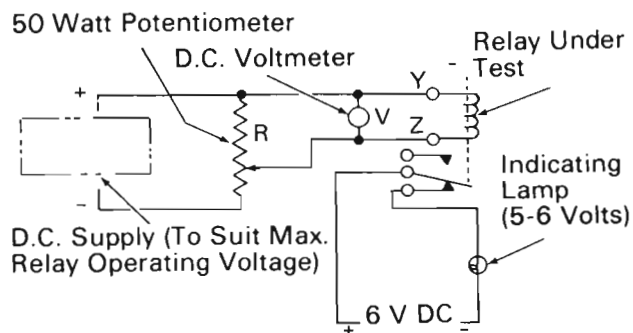 50 Watt Potentiometer
D.C. Voltmeter
Relay Under
Test
-
Y
+
V
R
Z
Indicating
Lamp
(5-6 Volts)
-
D.C. Supply (To Suit Max.
Relay Operating Voltage)
6 V DC
+ -